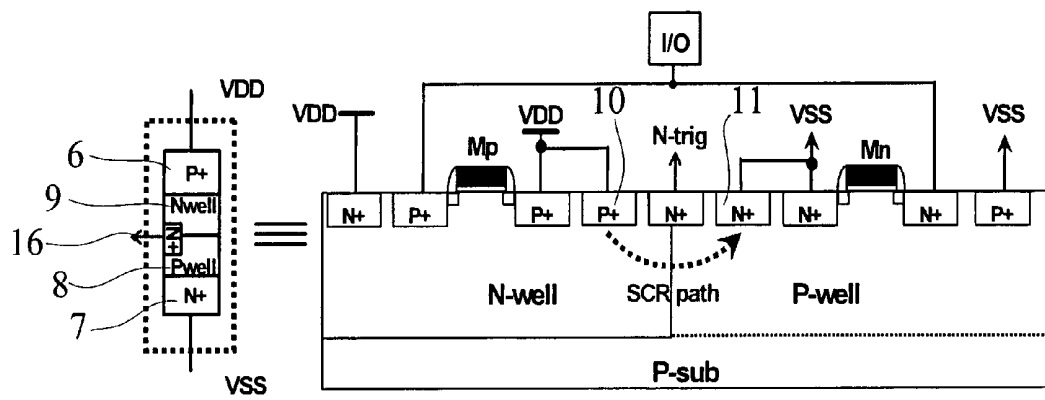 I/O
VDD
6
P+
9
Nwell
16
N+
8
Pwell
7
N+
VSS
VDD
VDD
10
11
VSS
VSS
Mp
N-trig
Mn
N+
P+
P+
P+
N+
N+
N+
N+
P+
N-well
SCR path
P-well
P-sub